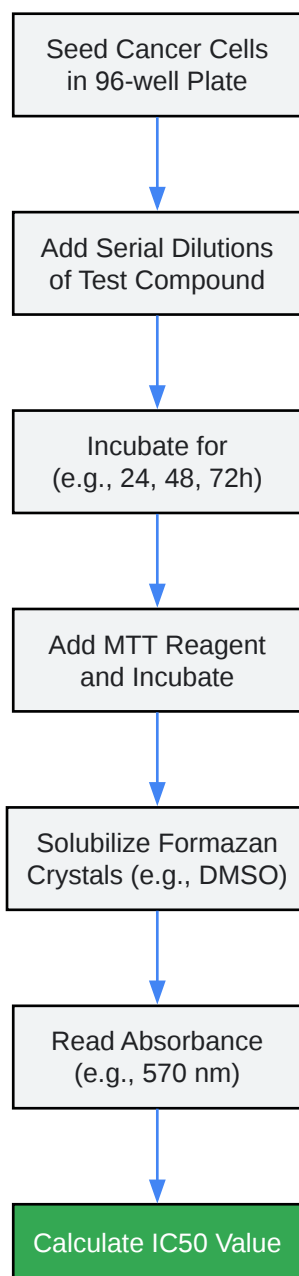 Seed Cancer Cells
in 96-well Plate
Add Serial Dilutions
of Test Compound
Incubate for
(e.g., 24, 48, 72h)
Add MTT Reagent
and Incubate
Solubilize Formazan
Crystals (e.g., DMSO)
Read Absorbance
(e.g., 570 nm)
Calculate IC50 Value